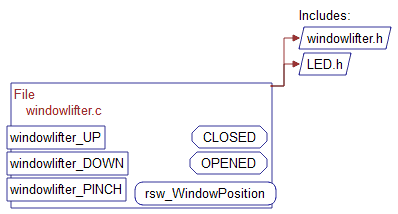 Includes:
windowlifter.h
LED.h
File
windowlifter.c
windowlifter_UP
CLOSED
windowlifter_DOWN
OPENED
windowlifter_PINCH
rsw_WindowPosition